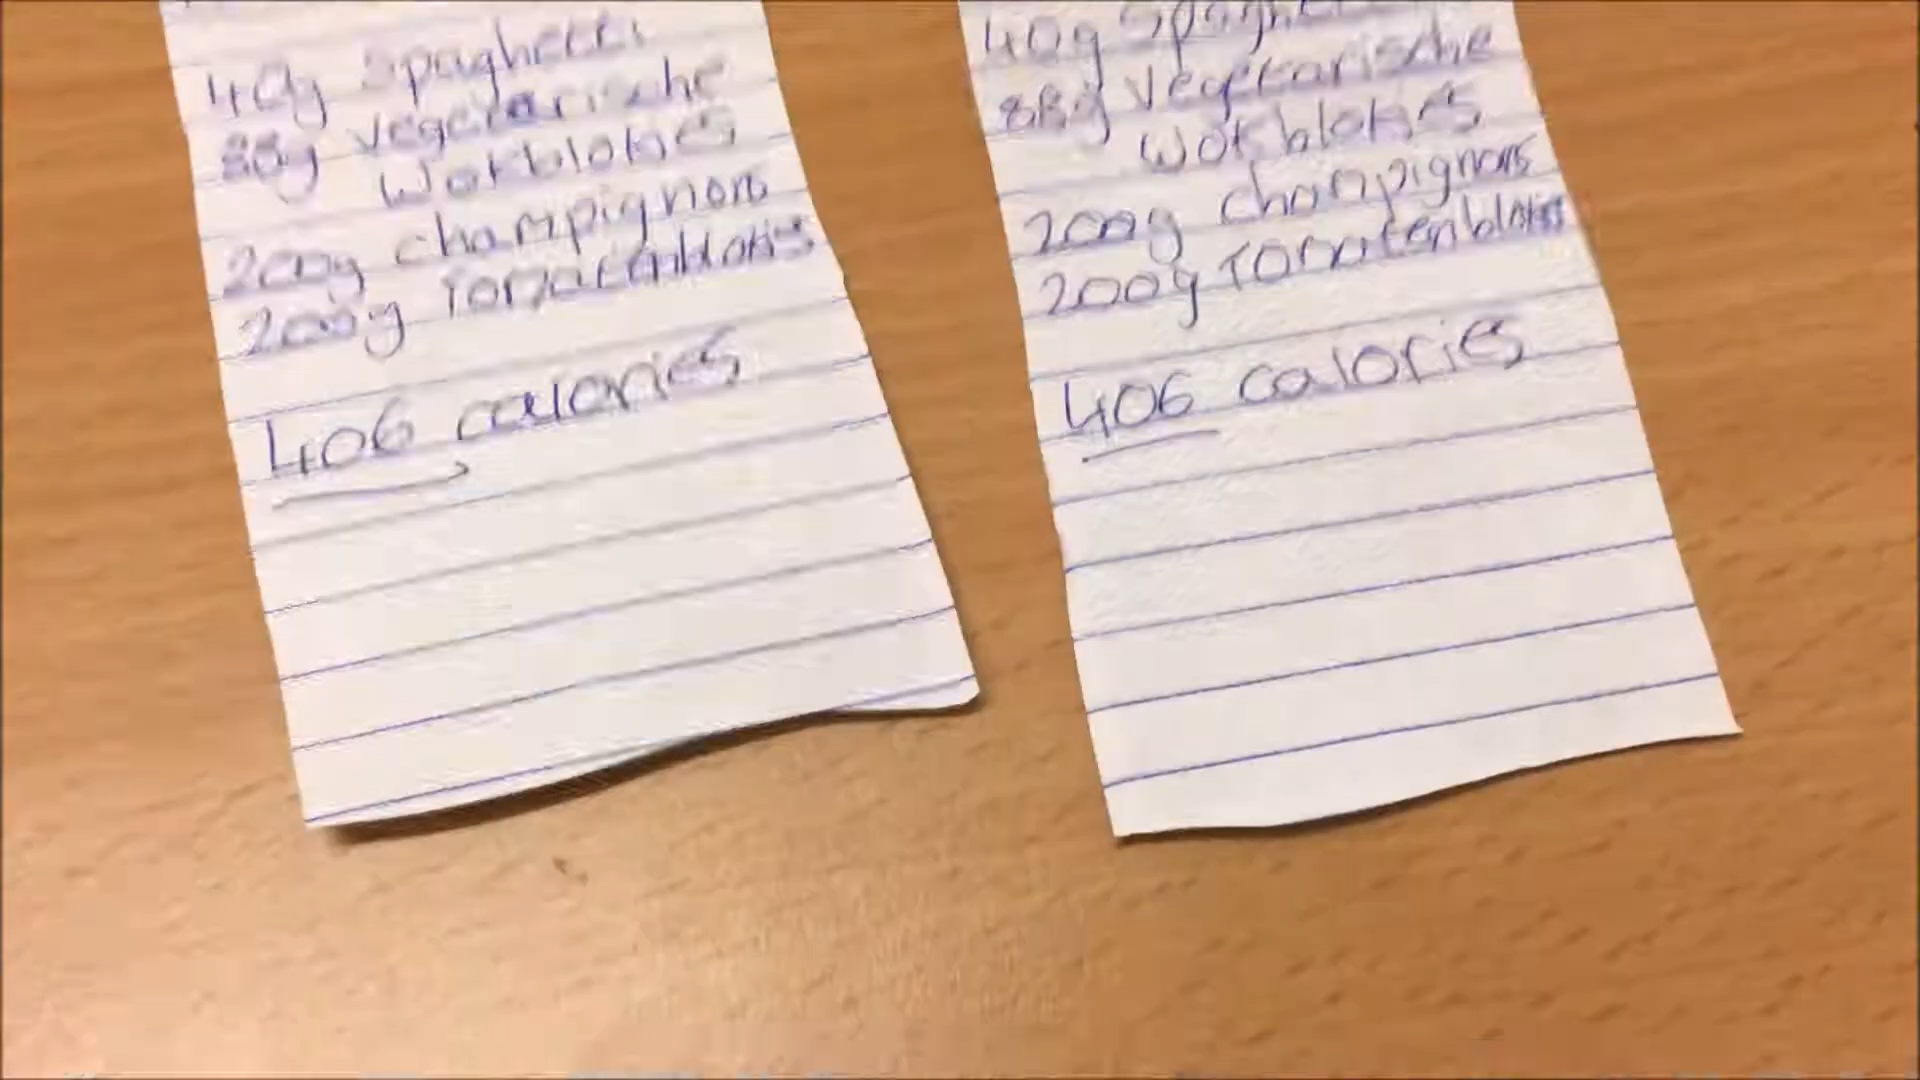 40g Spaghetti
88g vegetarische
wokblokjes
200g champignons
200g Tomatenblokjes
406 calories
40g Spaghetti
88g vegetarische
wokblokjes
200g champignons
200g Tomatenblokjes
406 calories